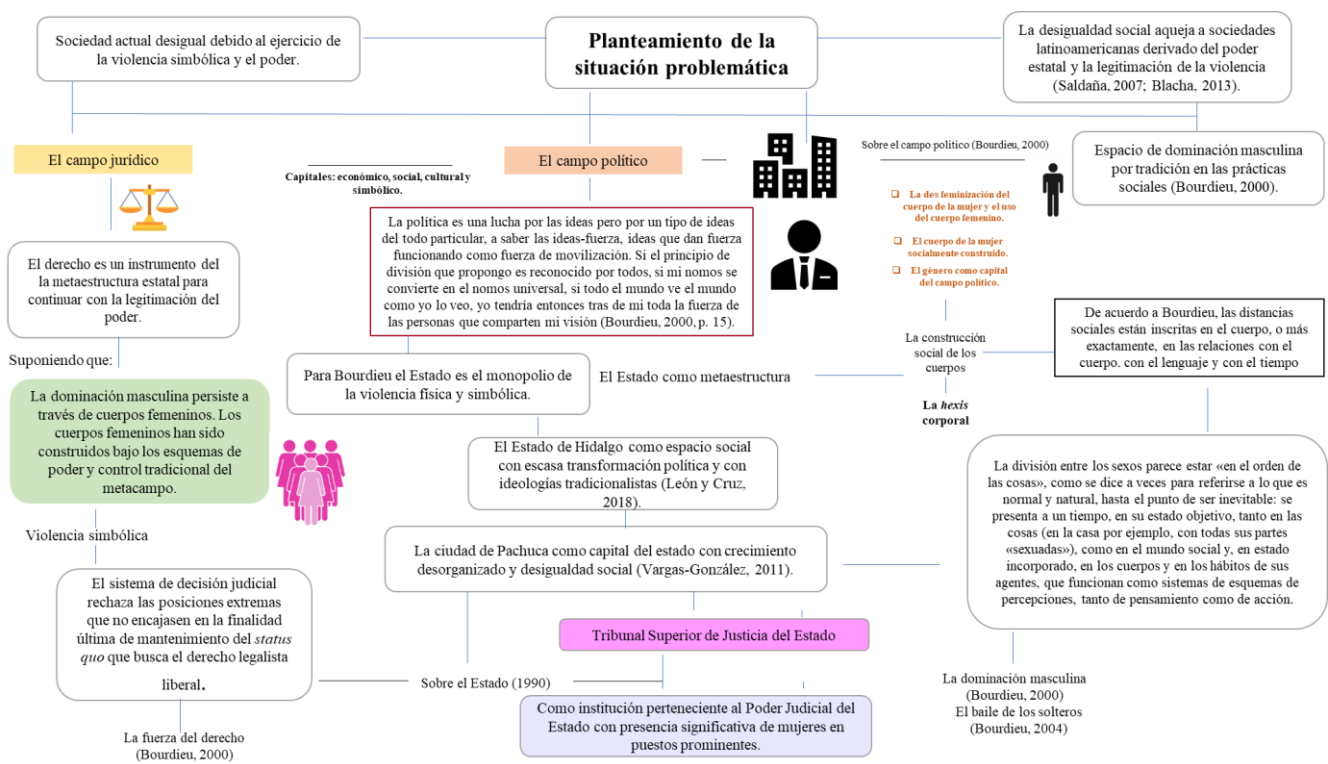 Planteamiento de la
situación problemática
Sociedad actual desigual debido al ejercicio de
la violencia simbólica y el poder.
La desigualdad social aqueja a sociedades
latinoamericanas derivado del poder
estatal y la legitimación de la violencia
(Saldaña, 2007; Blacha, 2013).
El campo jurídico
El derecho es un instrumento del
la metaestructura estatal para
continuar con la legitimación del
poder.
Suponiendo que:
La dominación masculina persiste a
través de cuerpos femeninos. Los
cuerpos femeninos han sido
construidos bajo los esquemas de
poder y control tradicional del
metacampo.
Violencia simbólica
El sistema de decisión judicial
rechaza las posiciones extremas
que no encajasen en la finalidad
última de mantenimiento del status
quo que busca el derecho legalista
liberal.
La fuerza del derecho
(Bourdieu, 2000)
Capitales: económico, social, cultural y
simbólico.
El campo político
La política es una lucha por las ideas pero por un tipo de ideas
del todo particular, a saber las ideas-fuerza, ideas que dan fuerza
funcionando como fuerza de movilización. Si el principio de
división que propongo es reconocido por todos, si mi nomos se
convierte en el nomos universal, si todo el mundo ve el mundo
como yo lo veo, yo tendría entonces tras de mi toda la fuerza de
las personas que comparten mi visión (Bourdieu, 2000, p. 15).
Para Bourdieu el Estado es el monopolio de
la violencia física y simbólica.
El Estado como metaestructura
El Estado de Hidalgo como espacio social
con escasa transformación política y con
ideologías tradicionalistas (León y Cruz,
2018).
La ciudad de Pachuca como capital del estado con crecimiento
desorganizado y desigualdad social (Vargas-González, 2011).
Tribunal Superior de Justicia del Estado
Sobre el Estado (1990)
Como institución perteneciente al Poder Judicial del
Estado con presencia significativa de mujeres en
puestos prominentes.
Sobre el campo político (Bourdieu, 2000)
❑ La des feminización del
cuerpo de la mujer y el uso
del cuerpo femenino.
❑ El cuerpo de la mujer
socialmente construido.
❑ El género como capital
del campo político.
La construcción
social de los
cuerpos
La hexis
corporal
Espacio de dominación masculina
por tradición en las prácticas
sociales (Bourdieu, 2000).
De acuerdo a Bourdieu, las distancias
sociales están inscritas en el cuerpo, o más
exactamente, en las relaciones con el
cuerpo. con el lenguaje y con el tiempo
La división entre los sexos parece estar «en el orden de
las cosas», como se dice a veces para referirse a lo que es
normal y natural, hasta el punto de ser inevitable: se
presenta a un tiempo, en su estado objetivo, tanto en las
cosas (en la casa por ejemplo, con todas sus partes
«sexuadas»), como en el mundo social y, en estado
incorporado, en los cuerpos y en los hábitos de sus
agentes, que funcionan como sistemas de esquemas de
percepciones, tanto de pensamiento como de acción.
La dominación masculina
(Bourdieu, 2000)
El baile de los solteros
(Bourdieu, 2004)